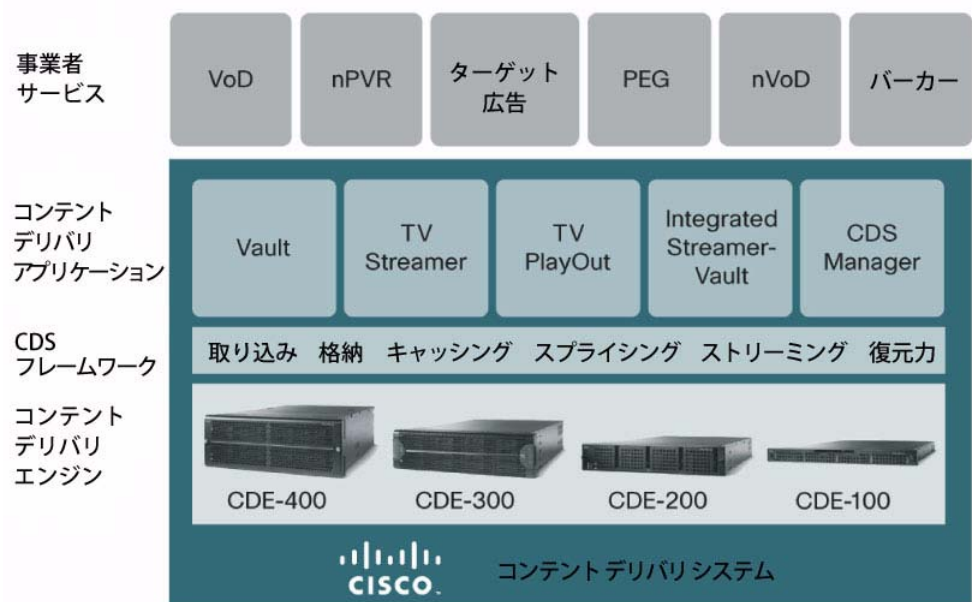 事業者
サービス
VoD
nPVR
ターゲット
広告
PEG
nVoD
バーカー
コンテント
デリバリ
アプリケーション
Vault
TV
Streamer
TV
PlayOut
Integrated
Streamer-
Vault
CDS
Manager
CDS
フレームワーク
取り込み 格納 キャッシング スプライシング ストリーミング 復元力
コンテント
デリバリ
エンジン
CDE-400
CDE-300
CDE-200
CDE-100
CISCO
コンテント デリバリ システム